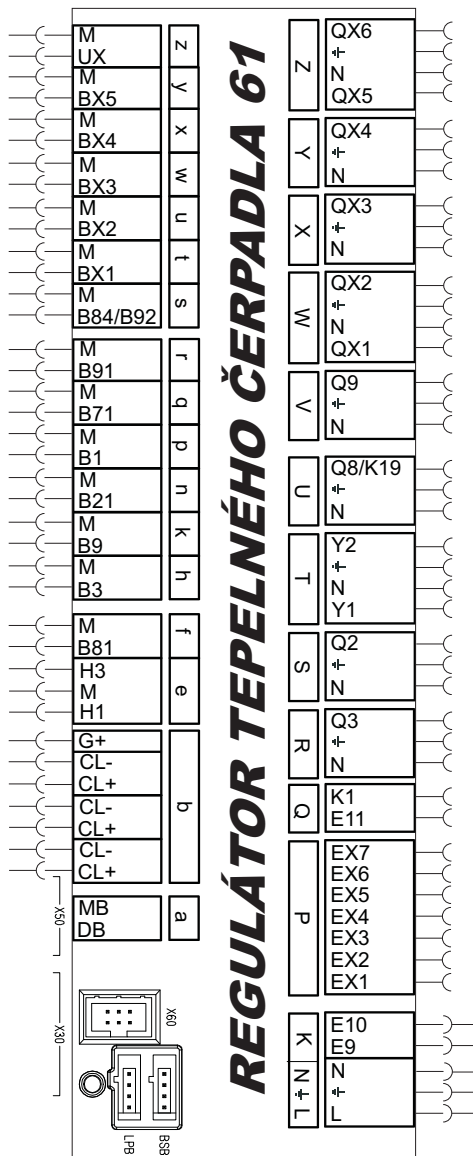 M
UX
z
M
BX5
y
M
BX4
x
M
BX3
w
M
BX2
u
M
BX1
t
M
B84/B92
s
M
B91
r
M
B71
q
M
B1
p
M
B21
n
M
B9
k
M
B3
h
M
B81
f
H3
M
H1
e
G+
CL-
CL+
CL-
CL+
CL-
CL+
b
MB
DB
a
X50
X30
X60
LPB
BSB
REGULÁTOR TEPELNÉHO ČERPADLA 61
Z
QX6
N
QX5
Y
QX4
N
X
QX3
N
W
QX2
N
QX1
V
Q9
N
U
Q8/K19
N
T
Y2
N
Y1
S
Q2
N
R
Q3
N
Q
K1
E11
P
EX7
EX6
EX5
EX4
EX3
EX2
EX1
K
E10
E9
N
L
N
L